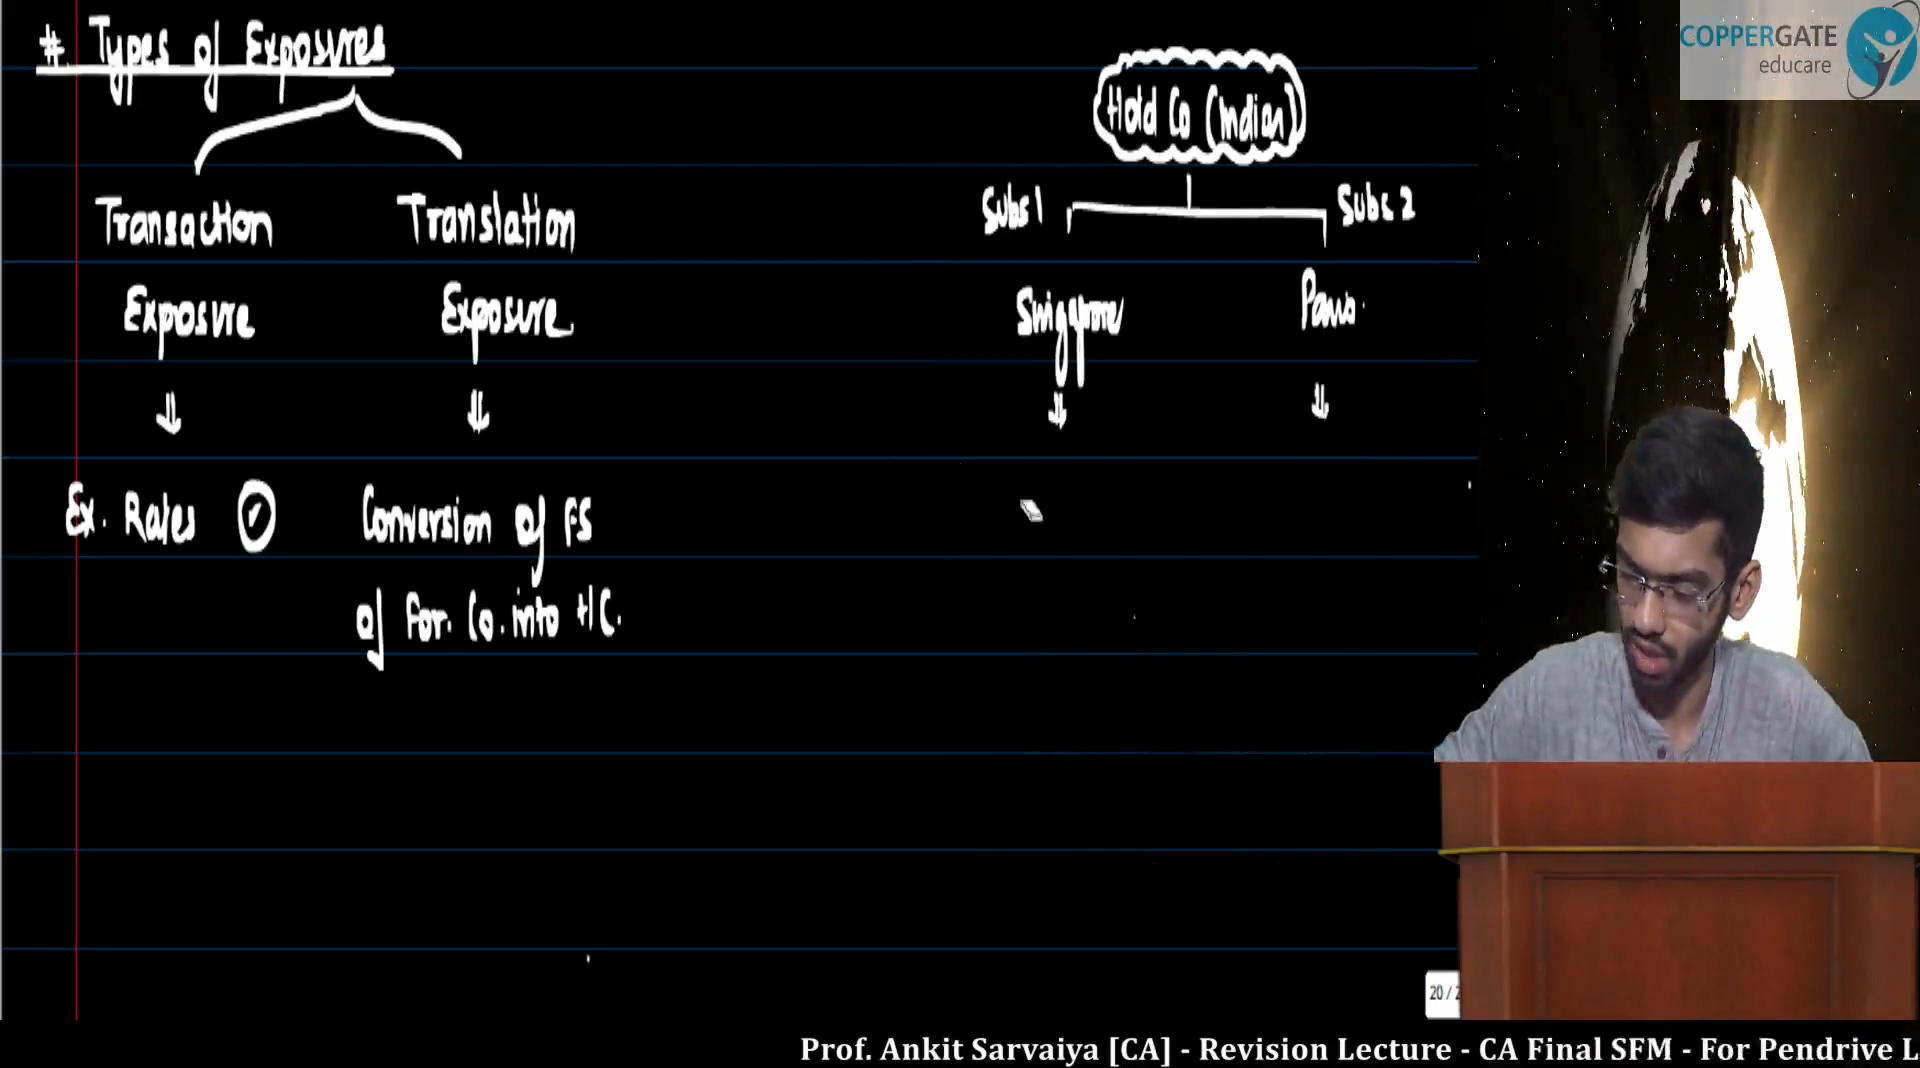 # Types of Exposures
Transaction Exposure
↓
Ex. Rates ✓
Translation Exposure
↓
Conversion of FS
of for. Co. into HC.
Hold Co (Indian)
Subs 1
Subs 2
Singapore
Paris
COPPERGATE
educare
20 / 2
Prof. Ankit Sarvaiya [CA] - Revision Lecture - CA Final SFM - For Pendrive L